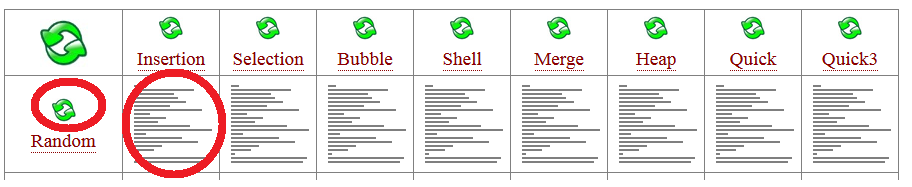 Insertion Selection Bubble Shell Merge Heap Quick Quick3
Random